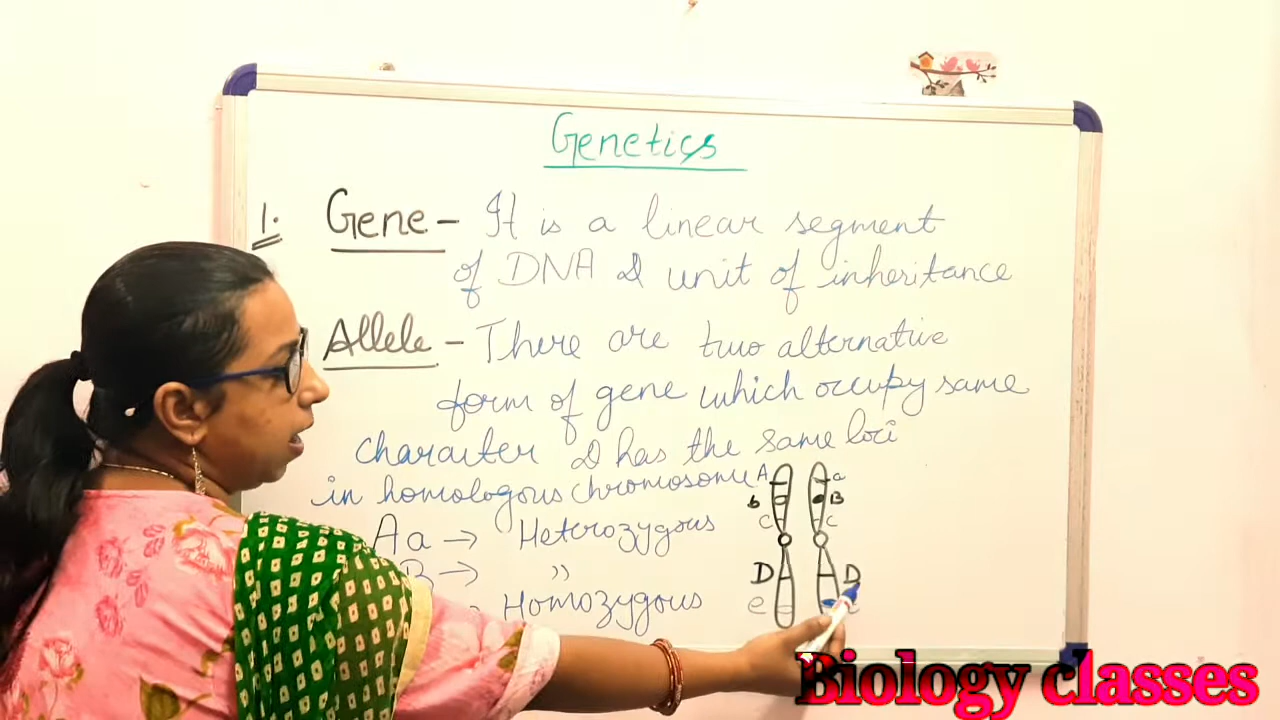 Genetics
1. Gene - It is a linear segment
of DNA & unit of inheritance
Allele - There are two alternative
form of gene which occupy same
character & has the same loci
in homologous chromosome
A a
b B
C c
D D
e
Aa → Heterozygous
B → "
Homozygous
Biology classes